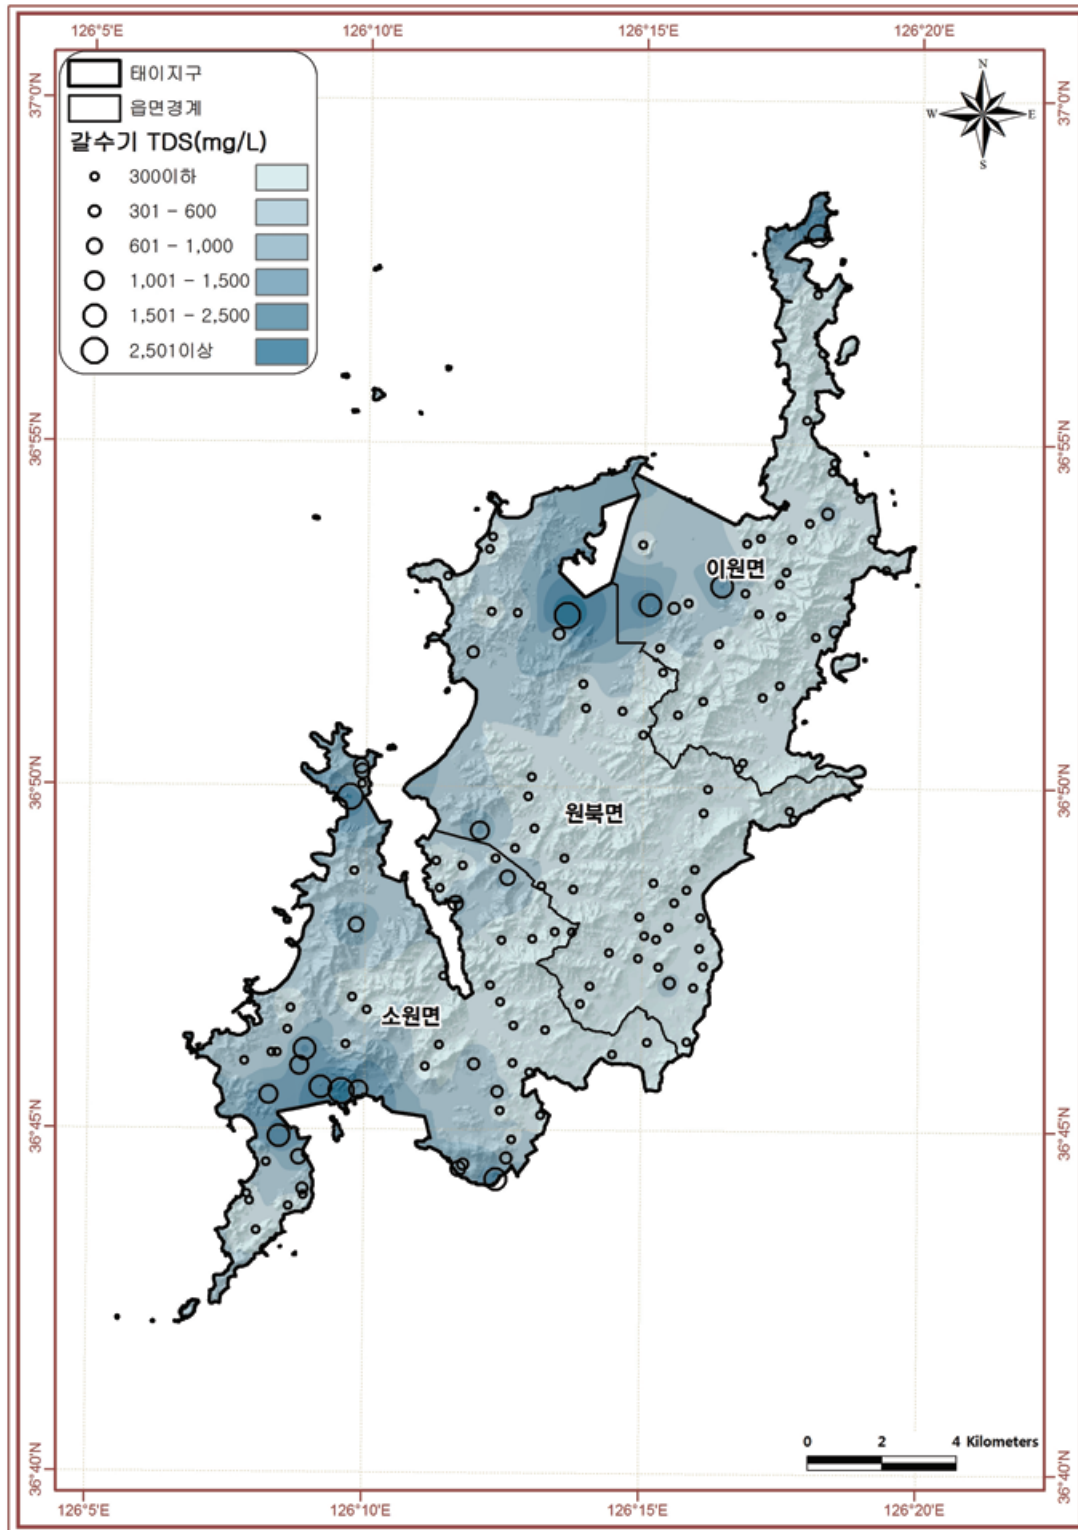 126°5'E 126°10'E 126°15'E 126°20'E
태이지구
읍면경계
갈수기 TDS(mg/L)
300이하
301 - 600
601 - 1,000
1,001 - 1,500
1,501 - 2,500
2,501이상
N
W E
S
37°0'N 37°0'N
36°55'N 36°55'N
이원면
36°50'N 36°50'N
원북면
소원면
36°45'N 36°45'N
0 2 4 Kilometers
36°40'N 36°40'N
126°5'E 126°10'E 126°15'E 126°20'E